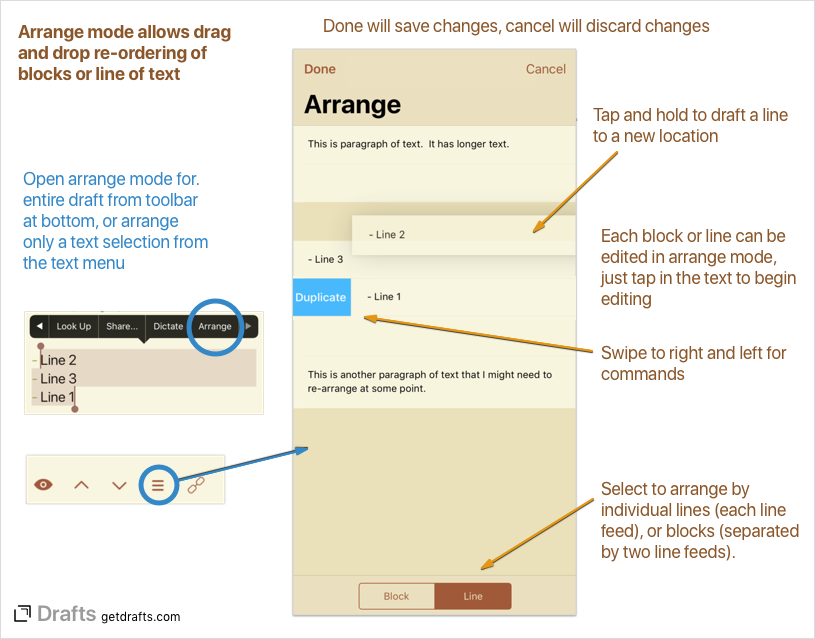 Arrange mode allows drag
and drop re-ordering of
blocks or line of text
Done will save changes, cancel will discard changes
Done
Cancel
Arrange
This is paragraph of text.  It has longer text.
- Line 2
- Line 3
Duplicate
- Line 1
This is another paragraph of text that I might need to
re-arrange at some point.
Block
Line
Tap and hold to draft a line
to a new location
Each block or line can be
edited in arrange mode,
just tap in the text to begin
editing
Swipe to right and left for
commands
Select to arrange by
individual lines (each line
feed), or blocks (separated
by two line feeds).
Open arrange mode for.
entire draft from toolbar
at bottom, or arrange
only a text selection from
the text menu
Look Up
Share...
Dictate
Arrange
- Line 2
- Line 3
- Line 1
Drafts getdrafts.com